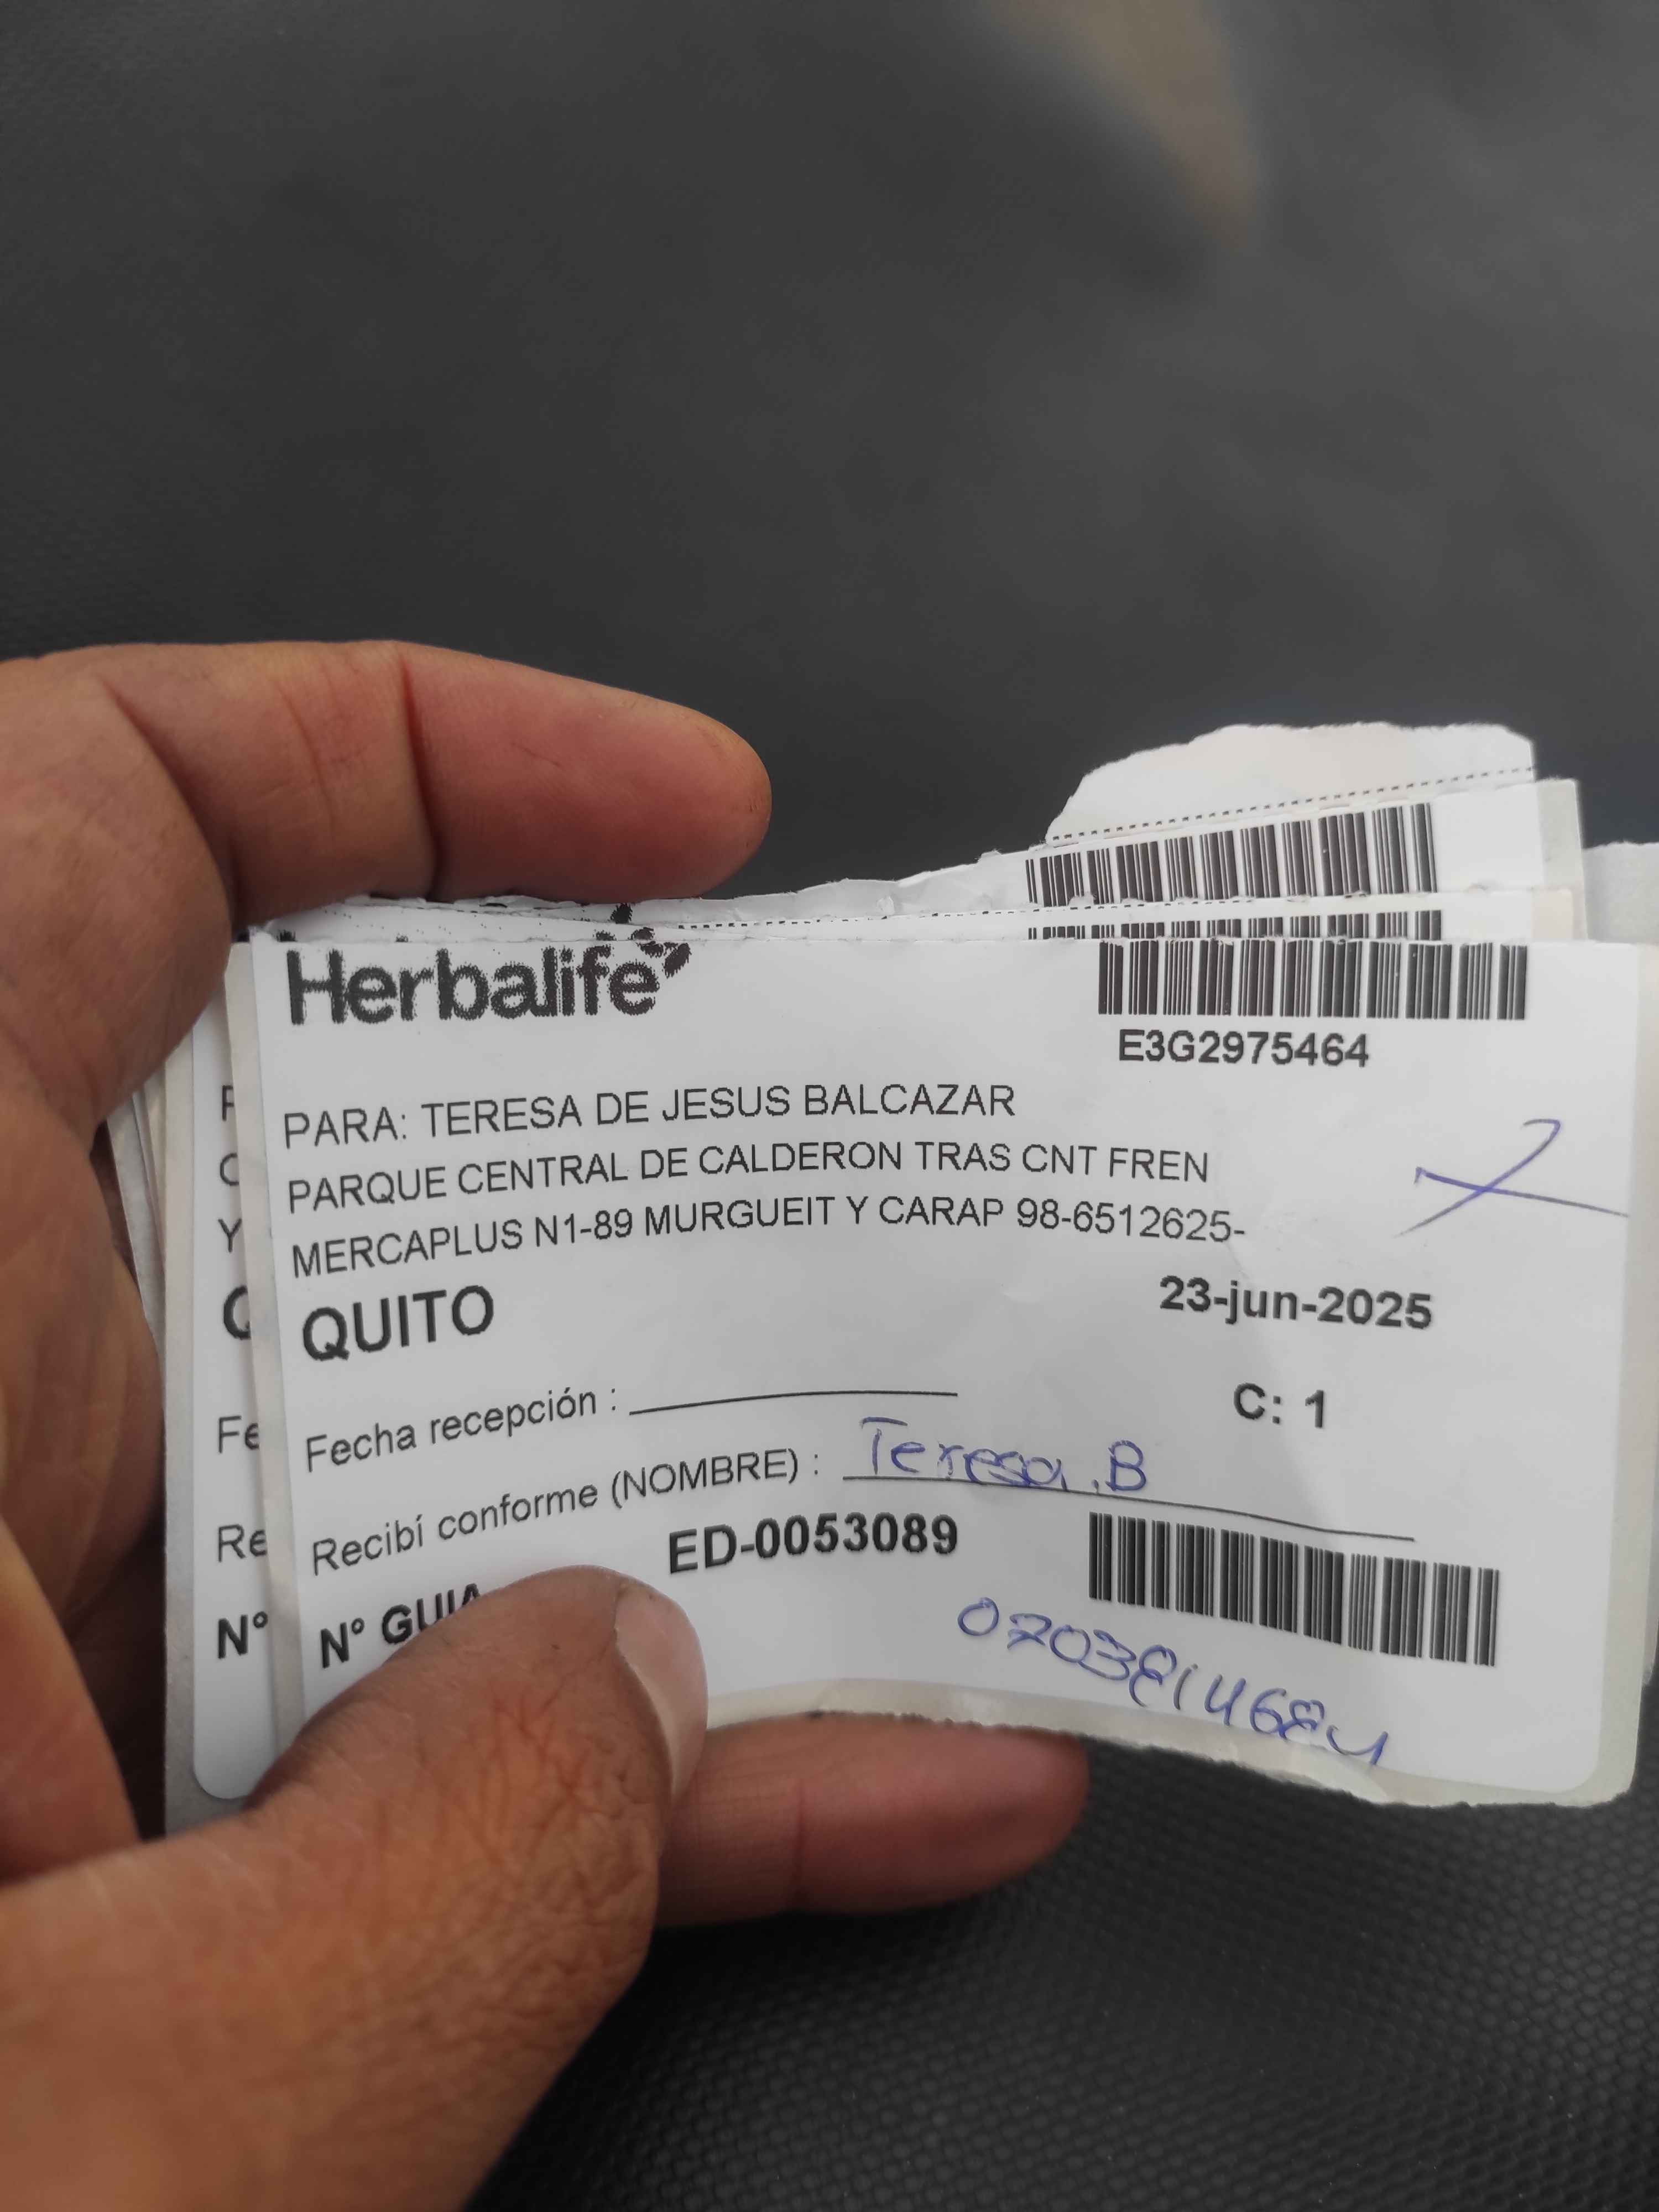 Herbalife
E3G2975464
PARA: TERESA DE JESUS BALCAZAR
PARQUE CENTRAL DE CALDERON TRAS CNT FREN
MERCAPLUS N1-89 MURGUEIT Y CARAP 98-6512625-
QUITO
23-jun-2025
Fecha recepción :
C: 1
Recibí conforme (NOMBRE) : Teresa.B
N° GUIA
ED-0053089